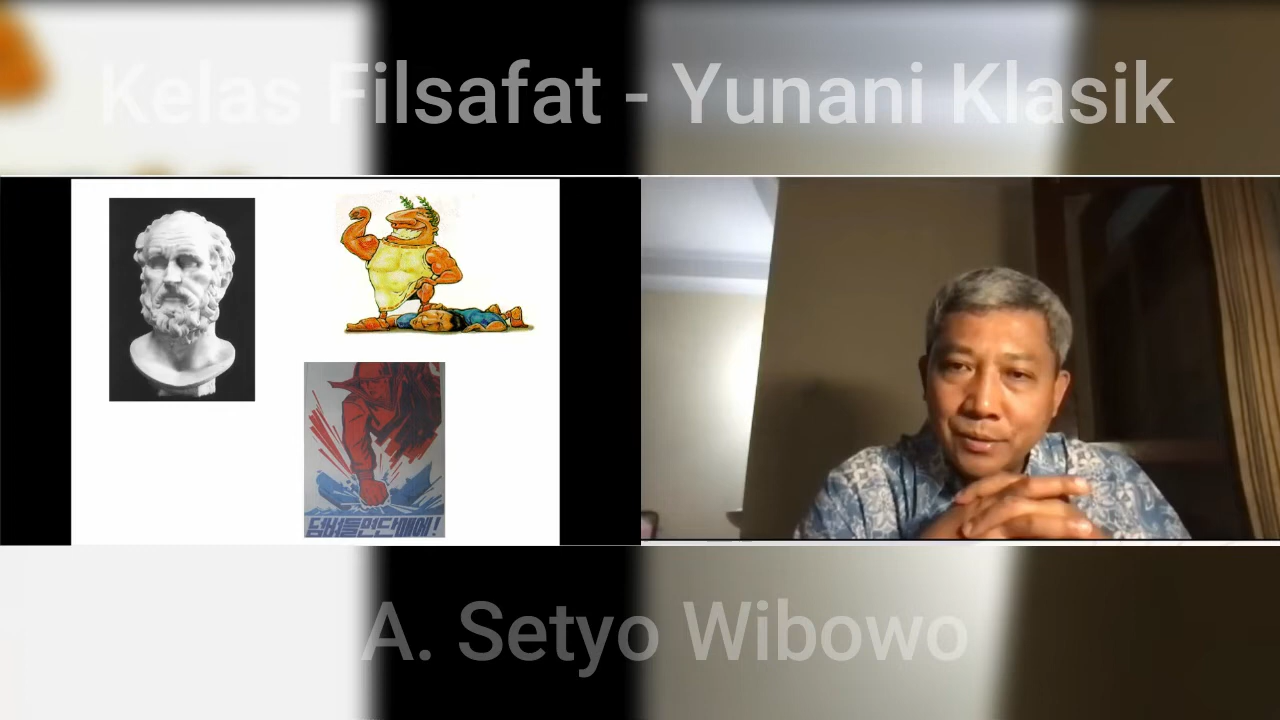 Kelas Filsafat - Yunani Klasik
덤벼들면단매에!
A. Setyo Wibowo